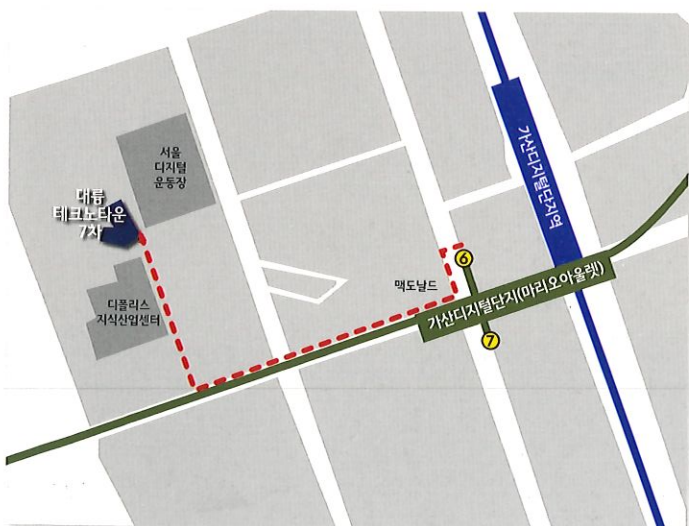 서울
디지털
운동장
대륭
테크노타운
7차
디폴리스
지식산업센터
맥도날드
6
가산디지털단지(마리오아울렛)
7
가산디지털단지역